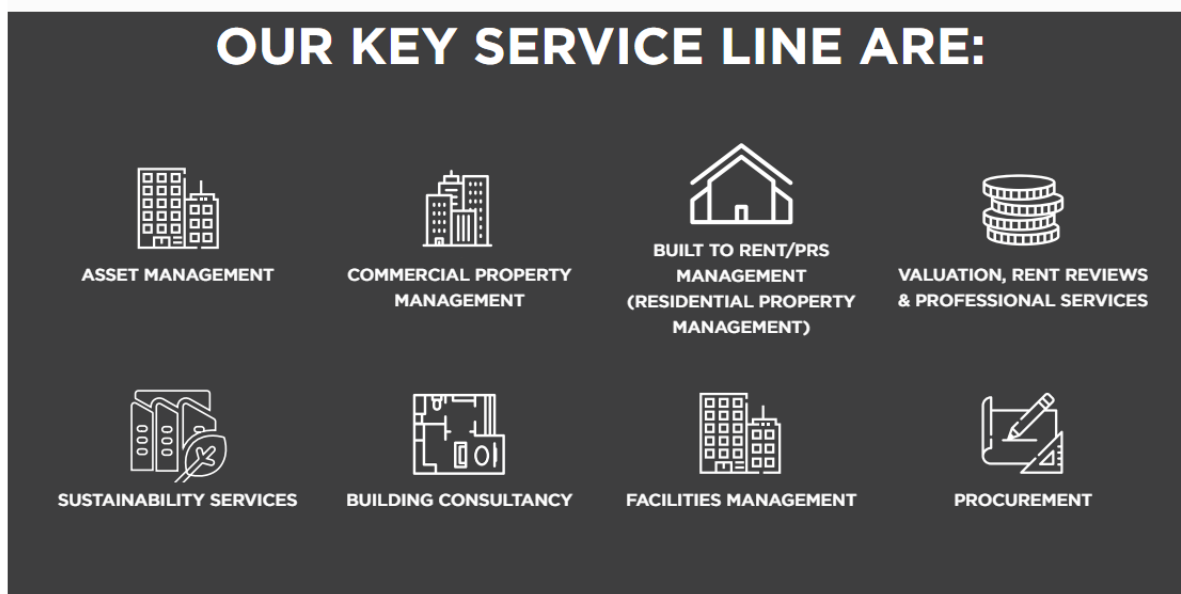 OUR KEY SERVICE LINE ARE:
ASSET MANAGEMENT
COMMERCIAL PROPERTY
MANAGEMENT
BUILT TO RENT/PRS
MANAGEMENT
(RESIDENTIAL PROPERTY
MANAGEMENT)
VALUATION, RENT REVIEWS
& PROFESSIONAL SERVICES
SUSTAINABILITY SERVICES
BUILDING CONSULTANCY
FACILITIES MANAGEMENT
PROCUREMENT